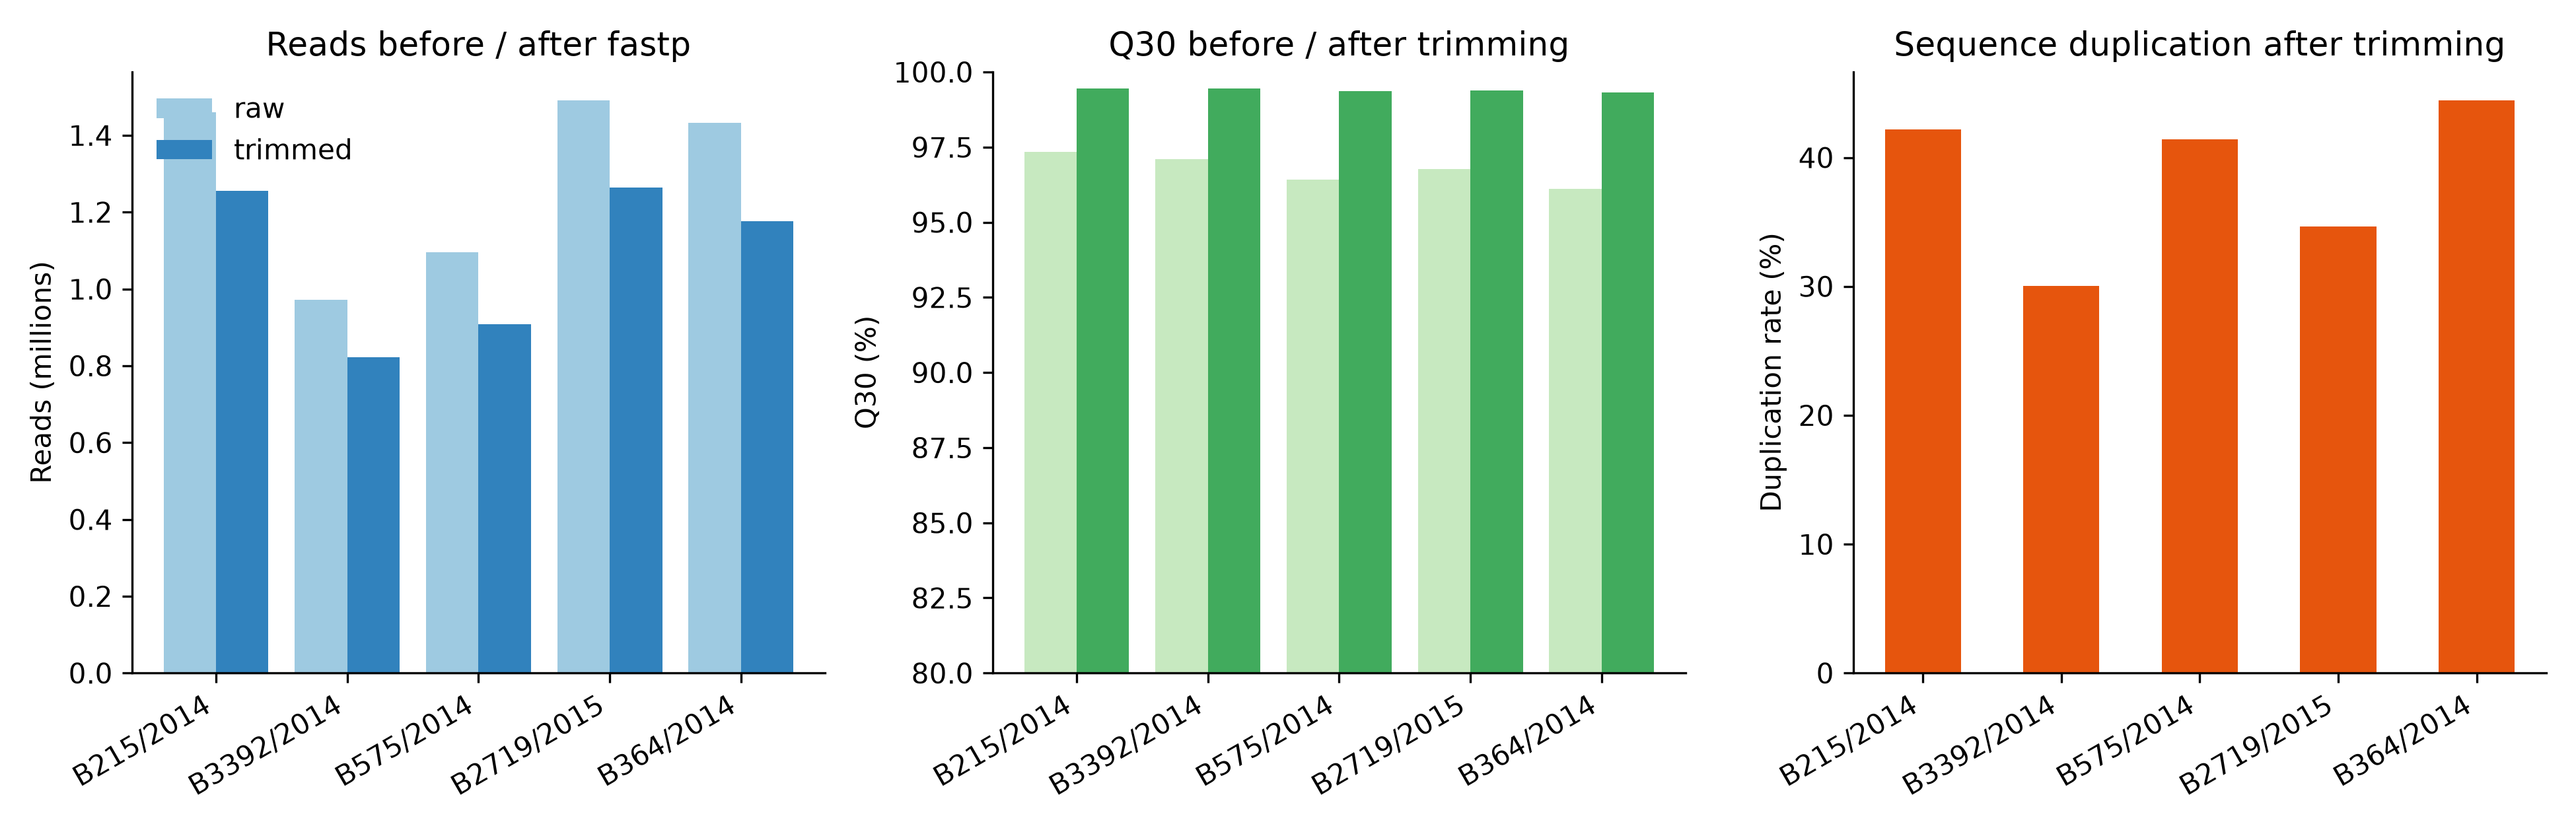 Reads before / after fastp
raw
trimmed
Reads (millions)
1.4
1.2
1.0
0.8
0.6
0.4
0.2
0.0
B215/2014
B3392/2014
B575/2014
B2719/2015
B364/2014
Q30 before / after trimming
Q30 (%)
100.0
97.5
95.0
92.5
90.0
87.5
85.0
82.5
80.0
B215/2014
B3392/2014
B575/2014
B2719/2015
B364/2014
Sequence duplication after trimming
Duplication rate (%)
40
30
20
10
0
B215/2014
B3392/2014
B575/2014
B2719/2015
B364/2014